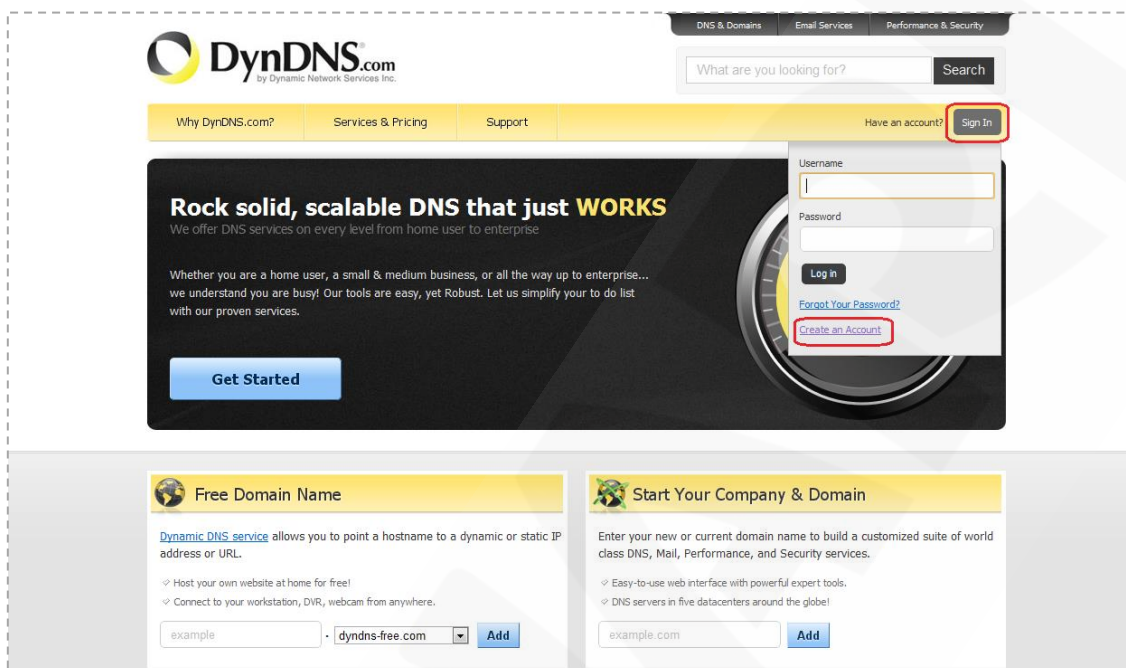 DNS & Domains Email Services Performance & Security
DynDNS.com
by Dynamic Network Services Inc.
What are you looking for? Search
Why DynDNS.com? Services & Pricing Support Have an account? Sign In
Username
Password
Log in
Forgot Your Password?
Create an Account
Rock solid, scalable DNS that just WORKS
We offer DNS services on every level from home user to enterprise
Whether you are a home user, a small & medium business, or all the way up to enterprise...
we understand you are busy! Our tools are easy, yet Robust. Let us simplify your to do list
with our proven services.
Get Started
Free Domain Name
Dynamic DNS service allows you to point a hostname to a dynamic or static IP
address or URL.
Host your own website at home for free!
Connect to your workstation, DVR, webcam from anywhere.
example . dyndns-free.com Add
Start Your Company & Domain
Enter your new or current domain name to build a customized suite of world
class DNS, Mail, Performance, and Security services.
Easy-to-use web interface with powerful expert tools.
DNS servers in five datacenters around the globe!
example.com Add